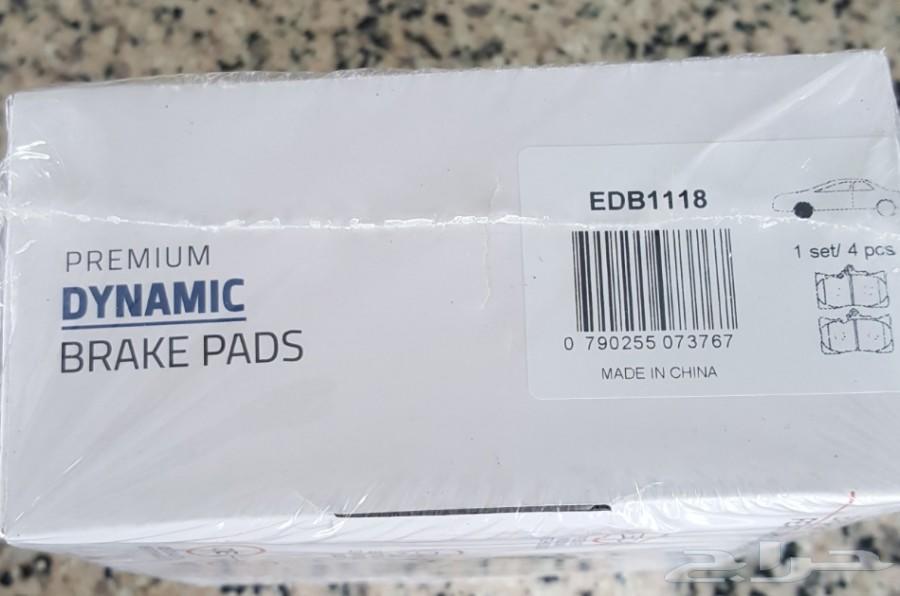 PREMIUM
DYNAMIC
BRAKE PADS
EDB1118
0 790255 073767
MADE IN CHINA
1 set/ 4 pcs
حراج